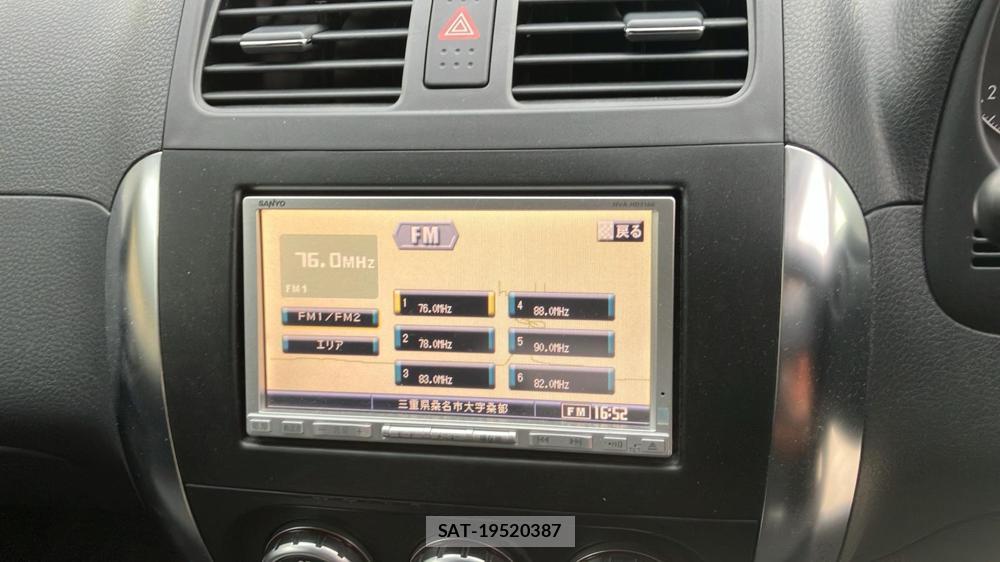 SANYO
FM
戻る
76.0MHz
FM1
FM1/FM2
エリア
1 76.0MHz
2 78.0MHz
3 83.0MHz
4 88.0MHz
5 90.0MHz
6 82.0MHz
三重県桑名市大字桑部
FM 16:52
2
SAT-19520387